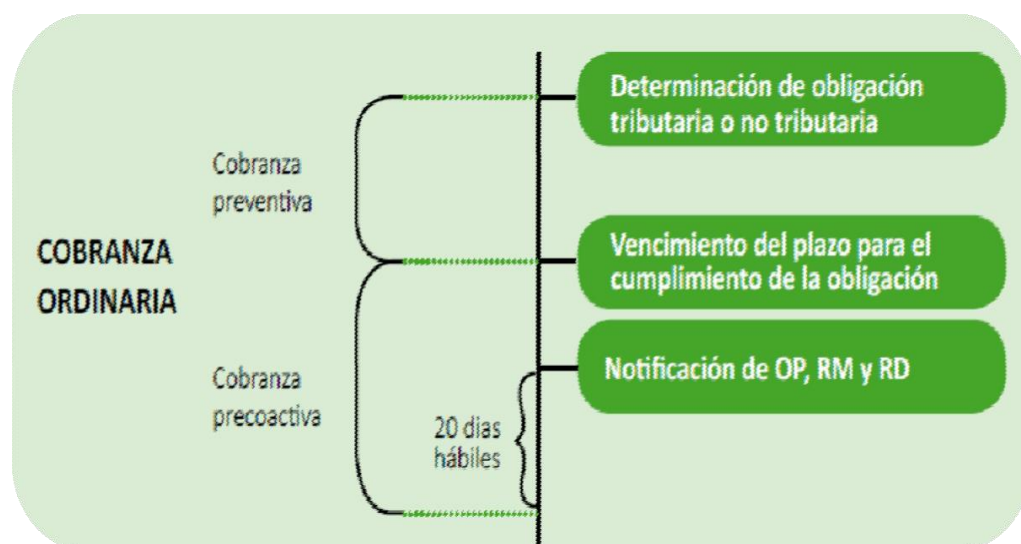 Determinación de obligación
tributaria o no tributaria
Cobranza
preventiva
COBRANZA
ORDINARIA
Vencimiento del plazo para el
cumplimiento de la obligación
Notificación de OP, RM y RD
Cobranza
precoactiva
20 dias
hábiles